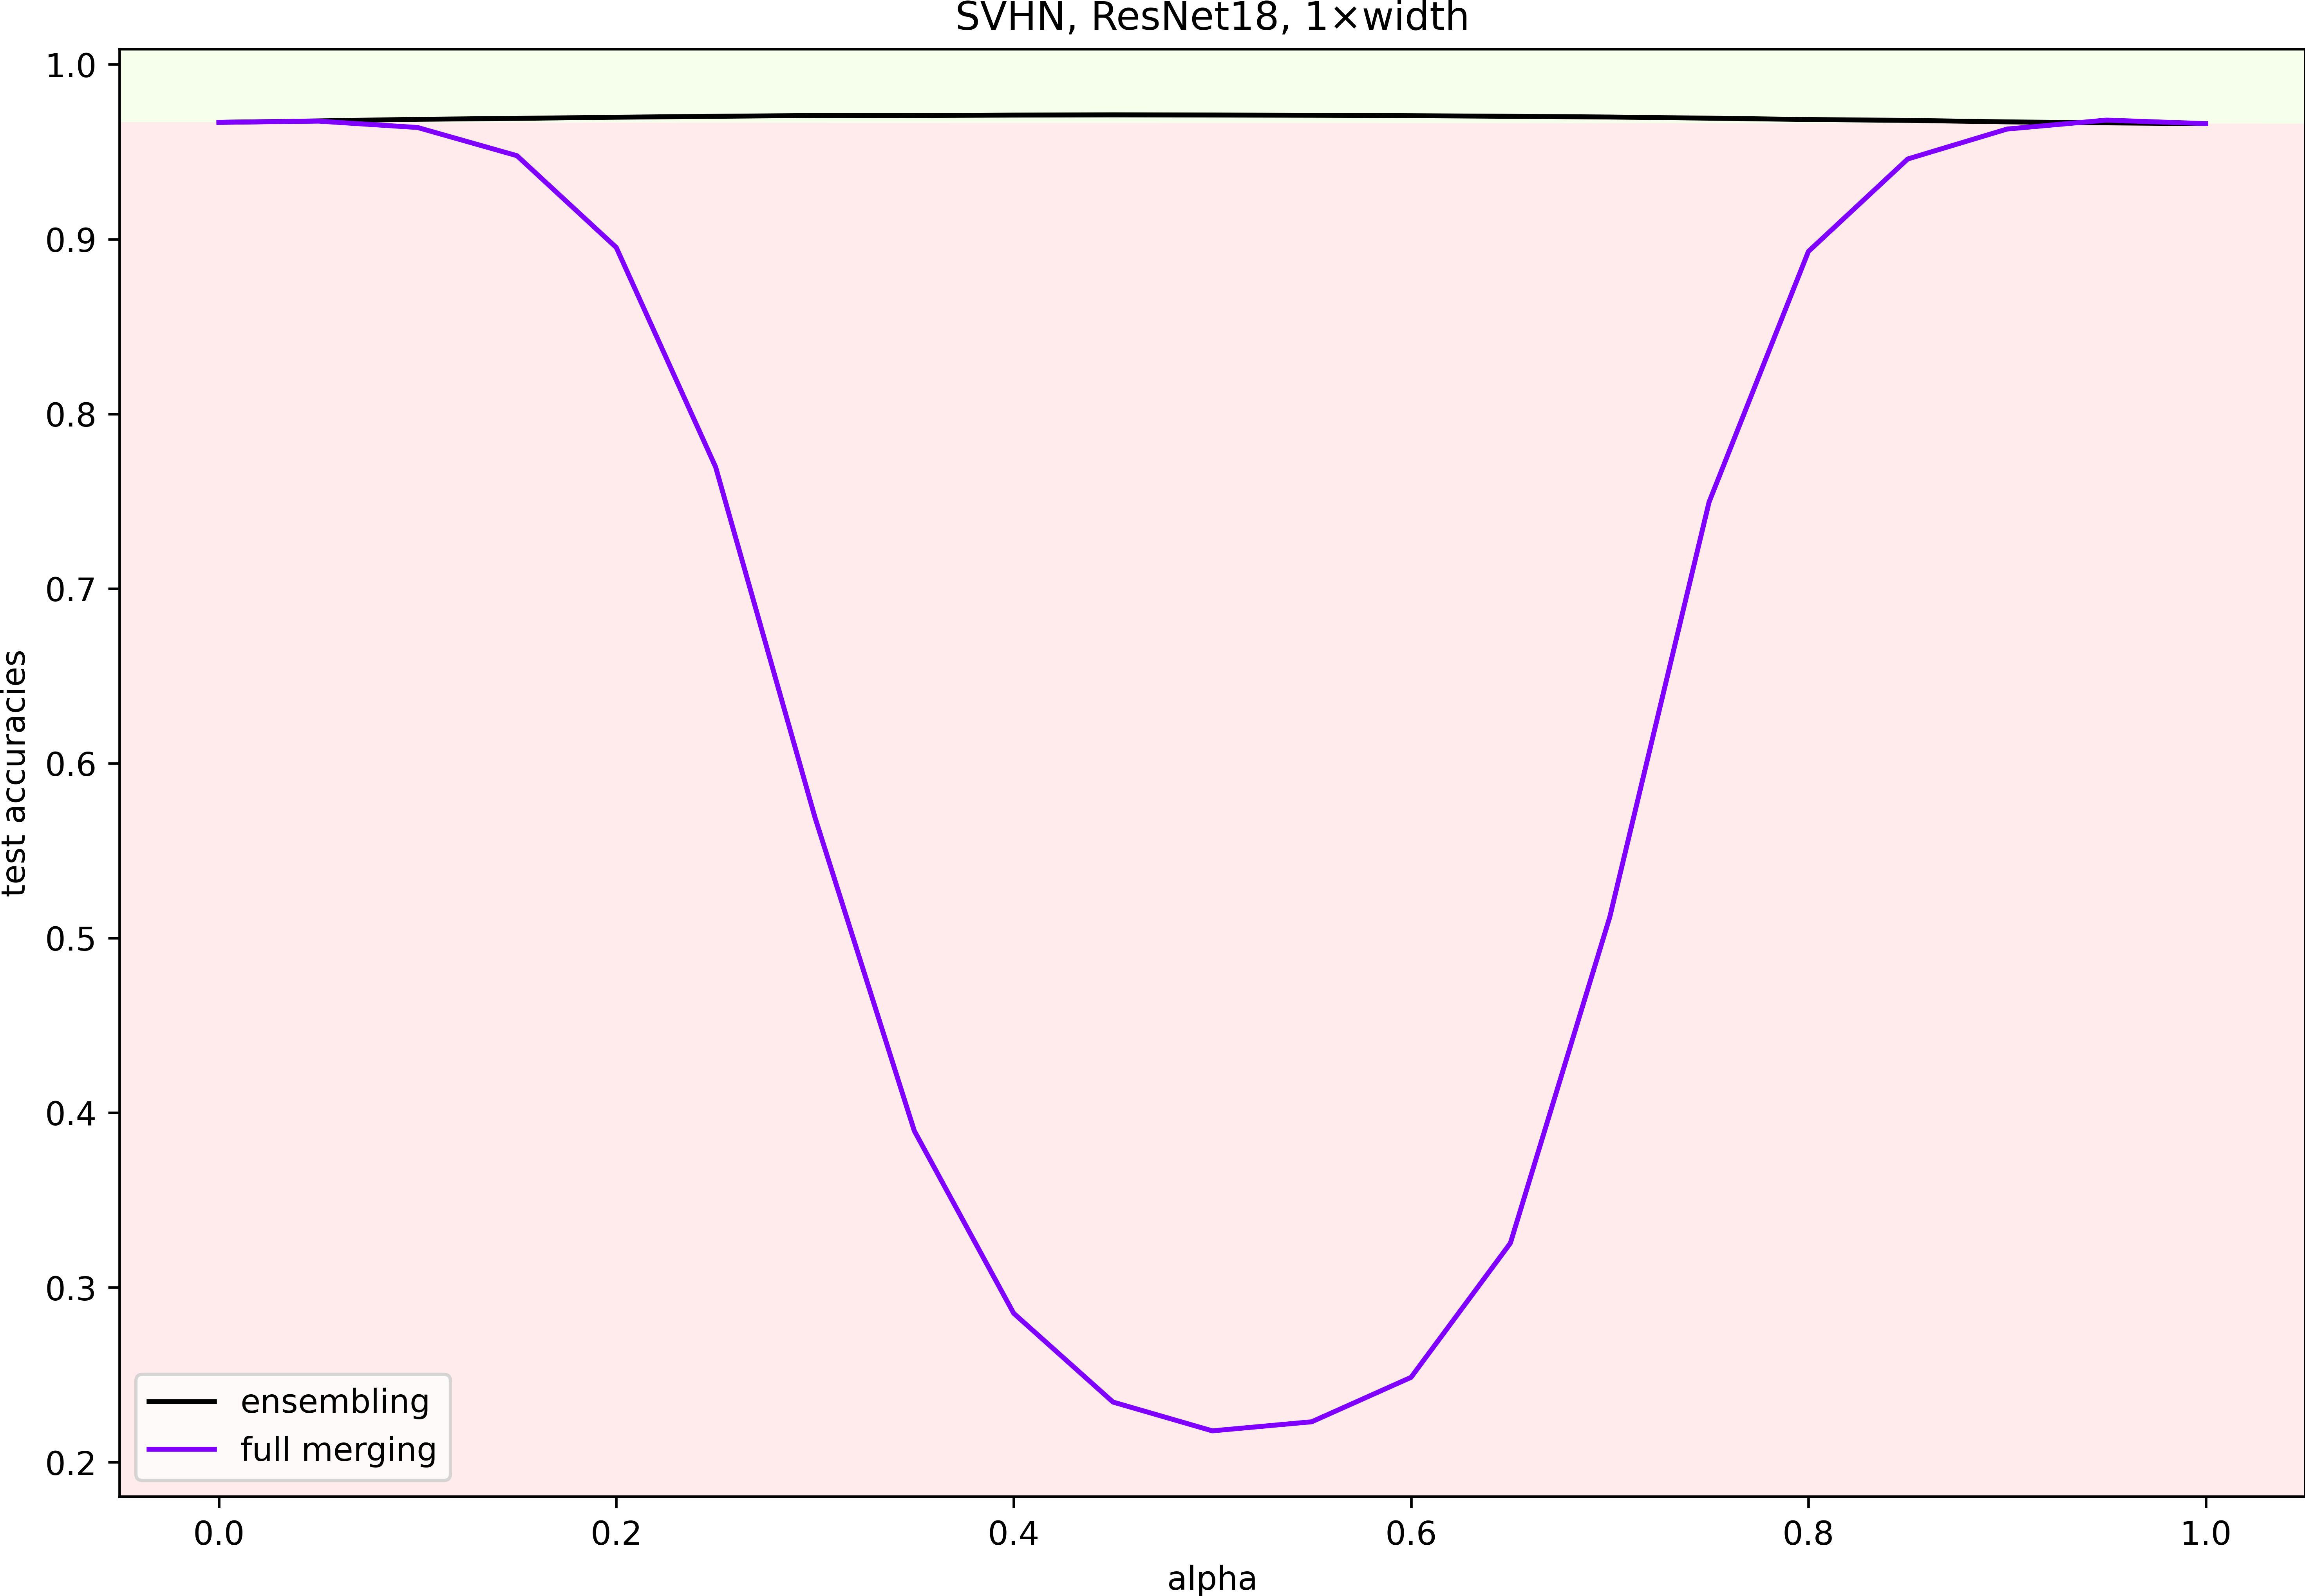 SVHN, ResNet18, 1×width
1.0
0.9
0.8
0.7
0.6
0.5
0.4
0.3
0.2
test accuracies
ensembling
full merging
0.0 0.2 0.4 0.6 0.8 1.0
alpha